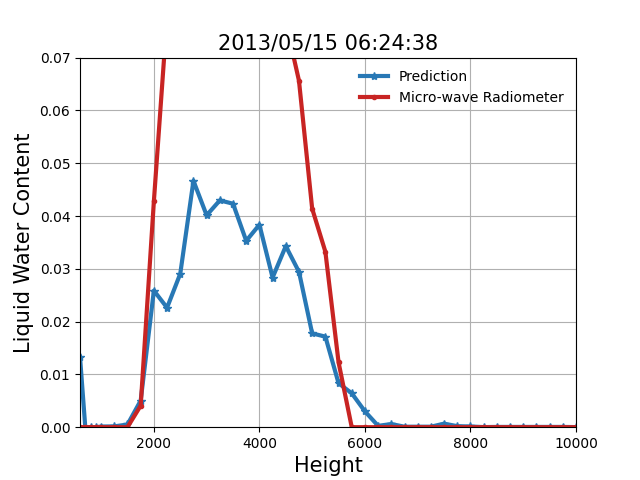 2013/05/15 06:24:38
0.07
0.06
0.05
0.04
0.03
0.02
0.01
0.00
Liquid Water Content
Prediction
Micro-wave Radiometer
2000 4000 6000 8000 10000
Height